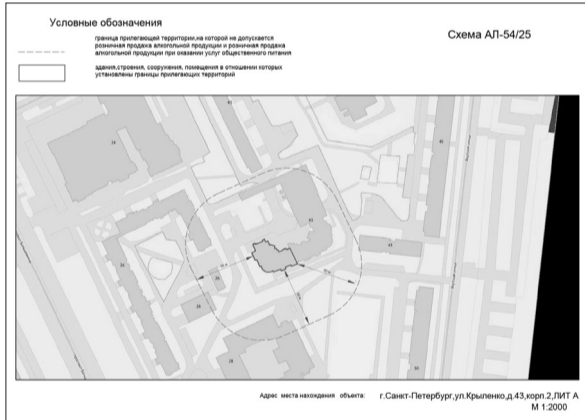 Условные обозначения
Схема АЛ-54/25
граница прилегающей территории,на которой не допускается
розничная продажа алкогольной продукции и розничная продажа
алкогольной продукции при оказании услуг общественного питания
здания,строения, сооружения, помещения в отношении которых
установлены границы прилегающих территорий
Адрес места нахождения объекта: г.Санкт-Петербург,ул.Крыленко,д.43,корп.2,ЛИТ А
М 1:2000